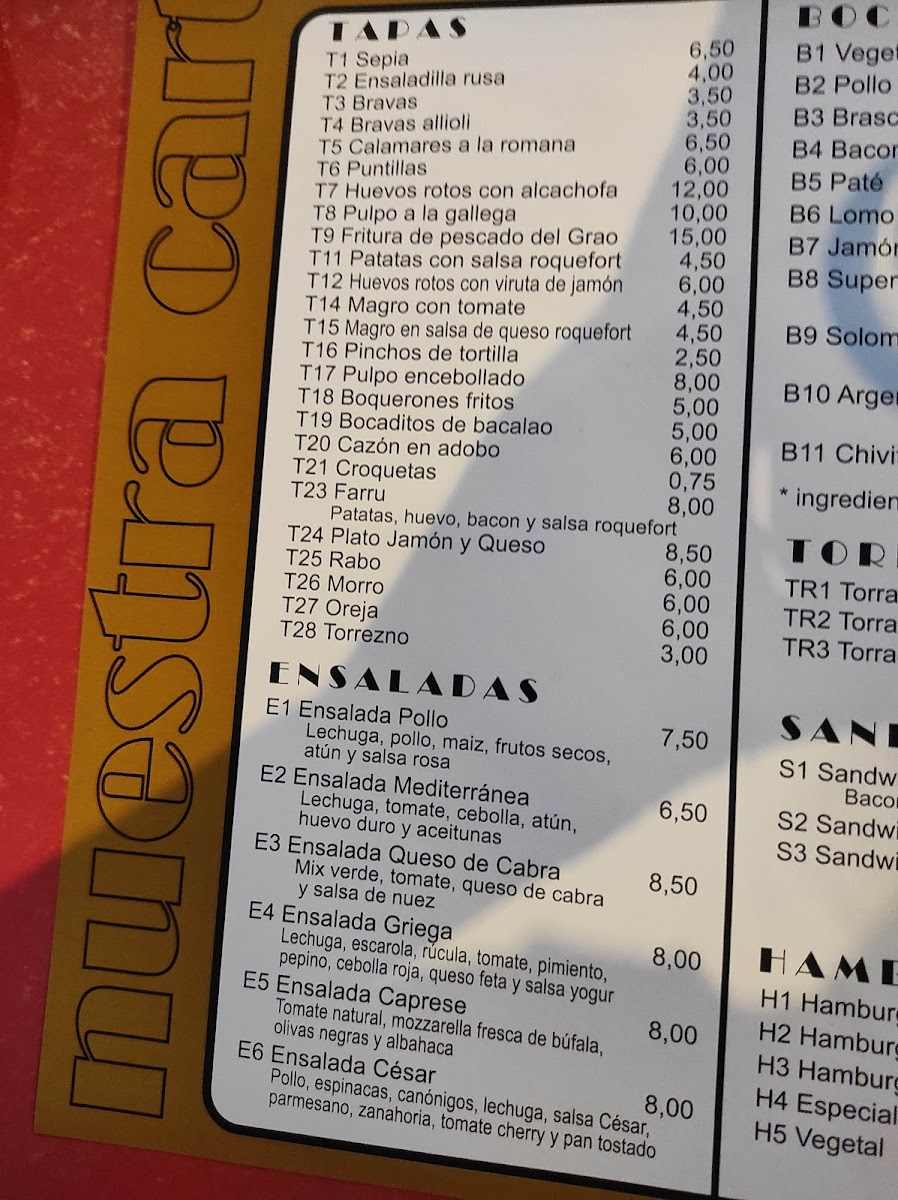 nuestra cart
TAPAS
T1 Sepia 6,50
T2 Ensaladilla rusa 4,00
T3 Bravas 3,50
T4 Bravas allioli 3,50
T5 Calamares a la romana 6,50
T6 Puntillas 6,00
T7 Huevos rotos con alcachofa 12,00
T8 Pulpo a la gallega 10,00
T9 Fritura de pescado del Grao 15,00
T11 Patatas con salsa roquefort 4,50
T12 Huevos rotos con viruta de jamón 6,00
T14 Magro con tomate 4,50
T15 Magro en salsa de queso roquefort 4,50
T16 Pinchos de tortilla 2,50
T17 Pulpo encebollado 8,00
T18 Boquerones fritos 5,00
T19 Bocaditos de bacalao 5,00
T20 Cazón en adobo 6,00
T21 Croquetas 0,75
T23 Farru 8,00
Patatas, huevo, bacon y salsa roquefort
T24 Plato Jamón y Queso 8,50
T25 Rabo 6,00
T26 Morro 6,00
T27 Oreja 6,00
T28 Torrezno 3,00
ENSALADAS
E1 Ensalada Pollo 7,50
Lechuga, pollo, maiz, frutos secos,
atún y salsa rosa
E2 Ensalada Mediterránea 6,50
Lechuga, tomate, cebolla, atún,
huevo duro y aceitunas
E3 Ensalada Queso de Cabra 8,50
Mix verde, tomate, queso de cabra
y salsa de nuez
E4 Ensalada Griega 8,00
Lechuga, escarola, rúcula, tomate, pimiento,
pepino, cebolla roja, queso feta y salsa yogur
E5 Ensalada Caprese 8,00
Tomate natural, mozzarella fresca de búfala,
olivas negras y albahaca
E6 Ensalada César 8,00
Pollo, espinacas, canónigos, lechuga, salsa César,
parmesano, zanahoria, tomate cherry y pan tostado
BOC
B1 Veget
B2 Pollo
B3 Brasc
B4 Bacon
B5 Paté
B6 Lomo
B7 Jamón
B8 Super
B9 Solom
B10 Arge
B11 Chivi
* ingredien
TOR
TR1 Torra
TR2 Torra
TR3 Torra
SAN
S1 Sandw
Baco
S2 Sandwi
S3 Sandwi
HAMB
H1 Hamburg
H2 Hamburg
H3 Hamburg
H4 Especial
H5 Vegetal